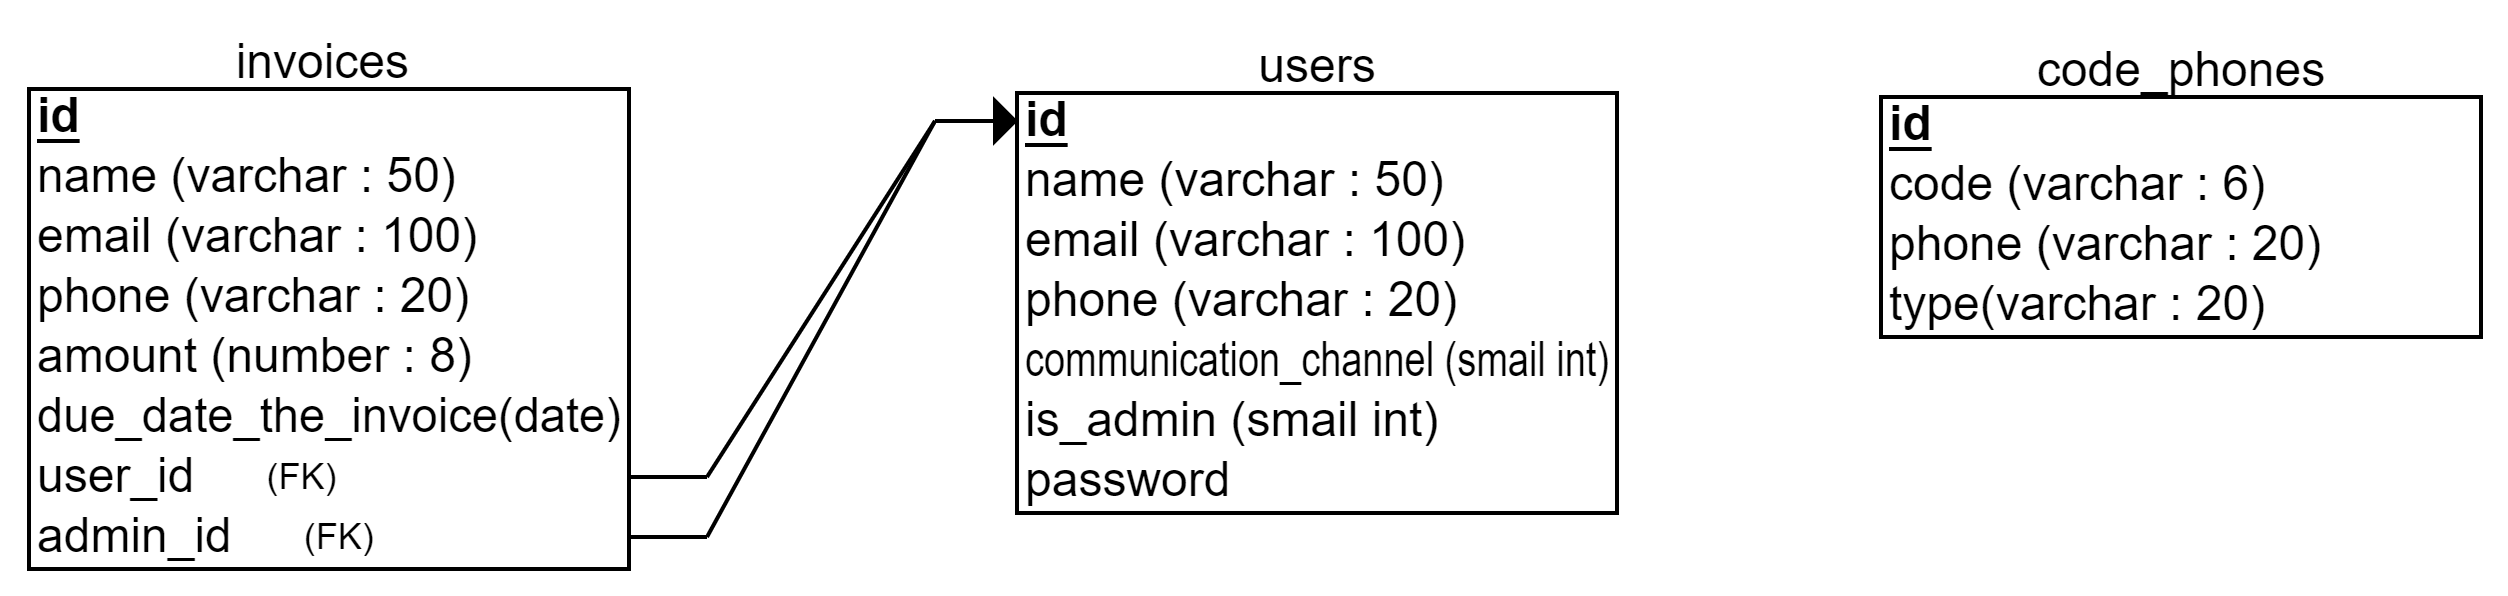 invoices
id
name (varchar : 50)
email (varchar : 100)
phone (varchar : 20)
amount (number : 8)
due_date_the_invoice(date)
user_id (FK)
admin_id (FK)
users
id
name (varchar : 50)
email (varchar : 100)
phone (varchar : 20)
communication_channel (smail int)
is_admin (smail int)
password
code_phones
id
code (varchar : 6)
phone (varchar : 20)
type(varchar : 20)